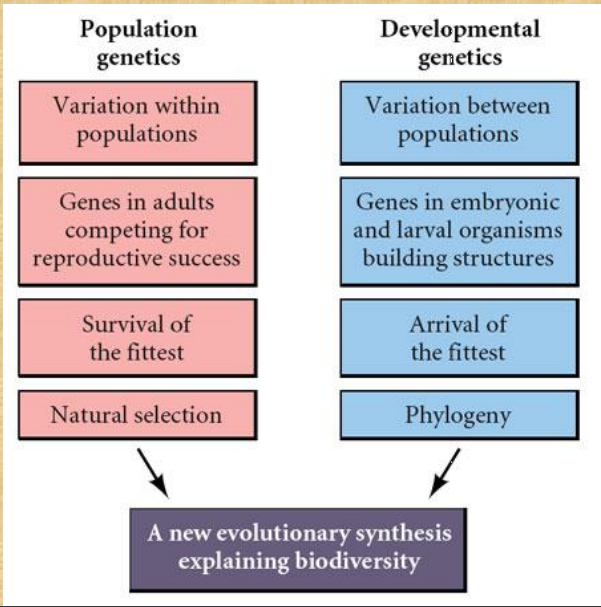 Population
genetics
Variation within
populations
Genes in adults
competing for
reproductive success
Survival of
the fittest
Natural selection
Developmental
genetics
Variation between
populations
Genes in embryonic
and larval organisms
building structures
Arrival of
the fittest
Phylogeny
A new evolutionary synthesis
explaining biodiversity